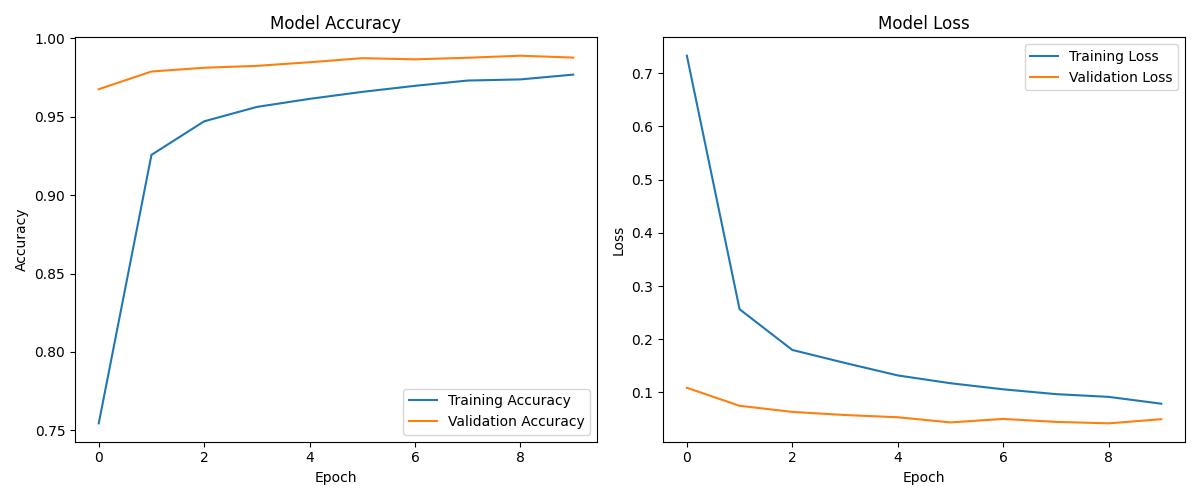 Model Accuracy
1.00
0.95
0.90
0.85
0.80
0.75
Accuracy
0 2 4 6 8
Epoch
Training Accuracy
Validation Accuracy
Model Loss
0.7
0.6
0.5
0.4
0.3
0.2
0.1
Loss
0 2 4 6 8
Epoch
Training Loss
Validation Loss